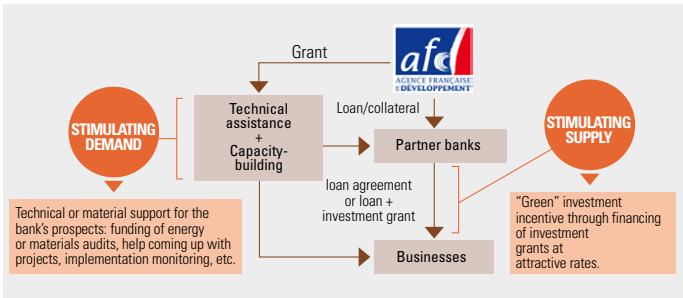 Grant
afd
AGENCE FRANÇAISE
DE DÉVELOPPEMENT
STIMULATING
DEMAND
Technical
assistance
+
Capacity-
building
Loan/collateral
Partner banks
STIMULATING
SUPPLY
loan agreement
or loan +
investment grant
Businesses
Technical or material support for the
bank’s prospects: funding of energy
or materials audits, help coming up with
projects, implementation monitoring, etc.
“Green” investment
incentive through financing
of investment
grants at
attractive rates.